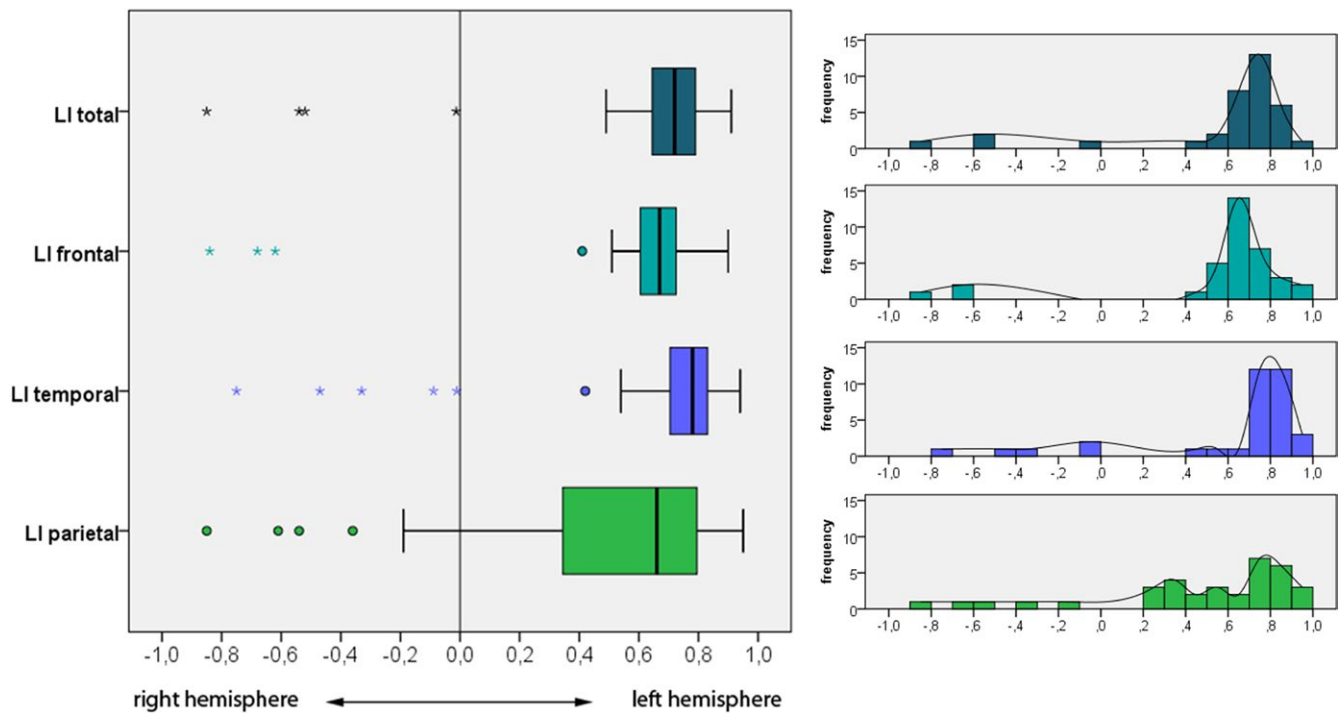 LI total
LI frontal
LI temporal
LI parietal
-1,0 -0,8 -0,6 -0,4 -0,2 0,0 0,2 0,4 0,6 0,8 1,0
right hemisphere left hemisphere
frequency
15
10
5
0
-1,0 -,8 -,6 -,4 -,2 ,0 ,2 ,4 ,6 ,8 1,0
frequency
15
10
5
0
-1,0 -,8 -,6 -,4 -,2 ,0 ,2 ,4 ,6 ,8 1,0
frequency
15
10
5
0
-1,0 -,8 -,6 -,4 -,2 ,0 ,2 ,4 ,6 ,8 1,0
frequency
15
10
5
0
-1,0 -,8 -,6 -,4 -,2 ,0 ,2 ,4 ,6 ,8 1,0